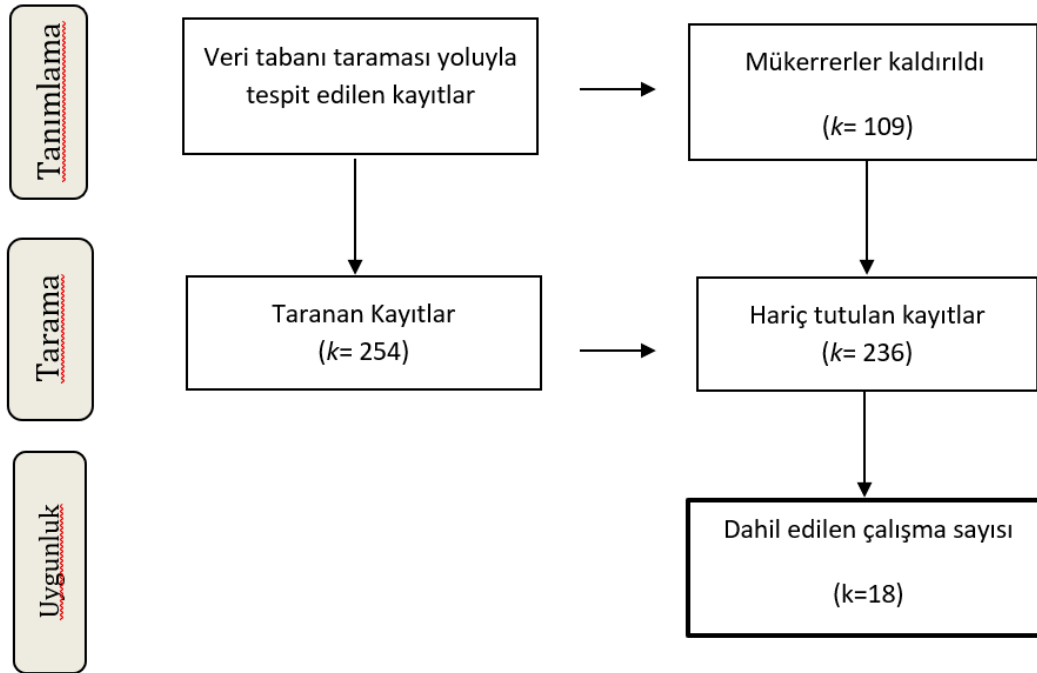 Tanımlama
Veri tabanı taraması yoluyla
tespit edilen kayıtlar
Mükerrerler kaldırıldı
(k= 109)
Tarama
Taranan Kayıtlar
(k= 254)
Hariç tutulan kayıtlar
(k= 236)
Uygunluk
Dahil edilen çalışma sayısı
(k=18)